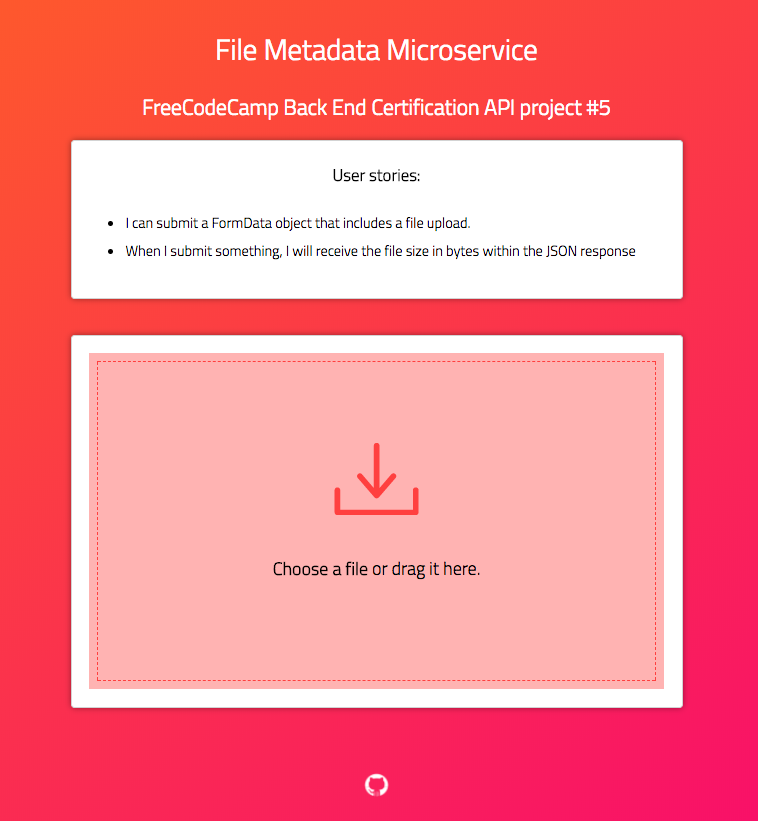 File Metadata Microservice
FreeCodeCamp Back End Certification API project #5
User stories:
I can submit a FormData object that includes a file upload.
When I submit something, I will receive the file size in bytes within the JSON response
Choose a file or drag it here.